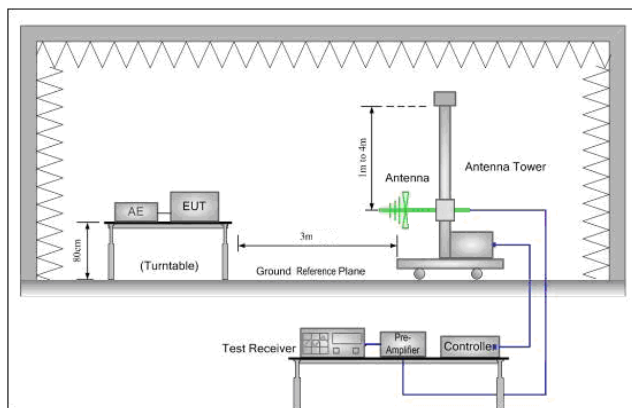 1m to 4m
Antenna
Antenna Tower
AE
EUT
3m
80cm
(Turntable)
Ground Reference Plane
Test Receiver
Pre-
Amplifier
Controller